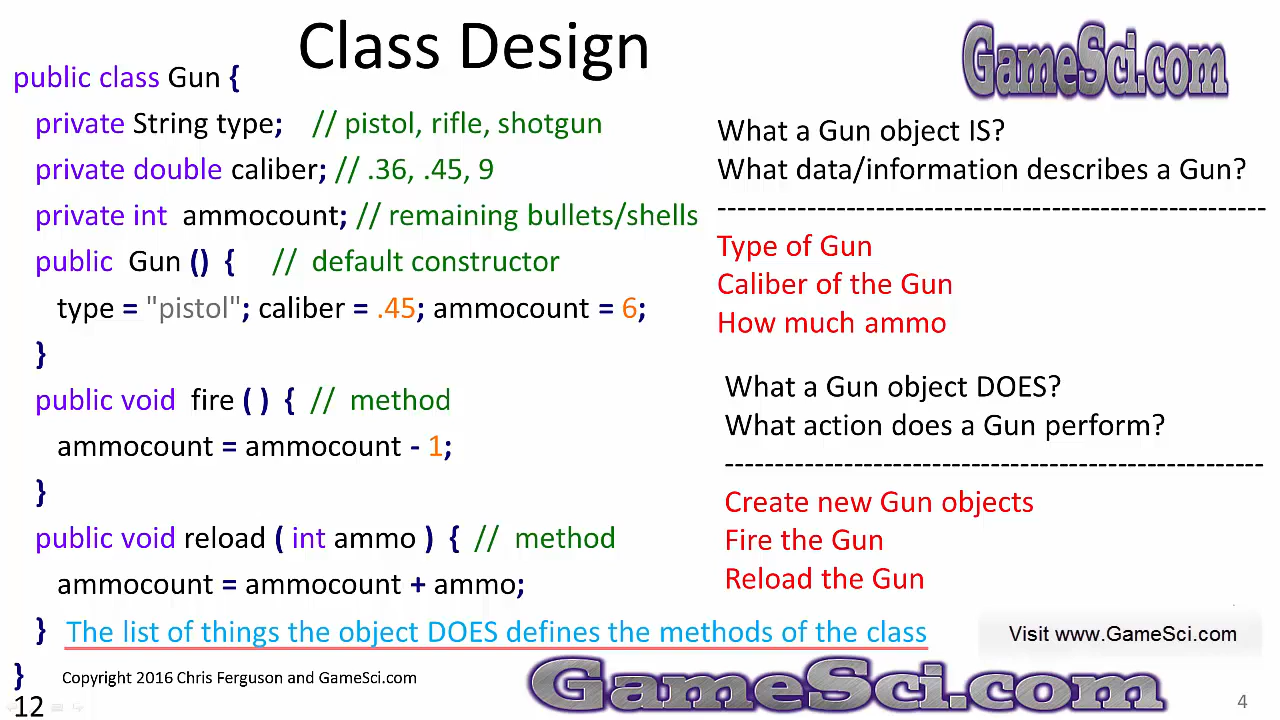 Class Design
GameSci.com
public class Gun {
private String type; // pistol, rifle, shotgun
private double caliber; // .36, .45, 9
private int ammocount; // remaining bullets/shells
public Gun () { // default constructor
type = "pistol"; caliber = .45; ammocount = 6;
}
public void fire ( ) { // method
ammocount = ammocount - 1;
}
public void reload ( int ammo ) { // method
ammocount = ammocount + ammo;
}
The list of things the object DOES defines the methods of the class
}
What a Gun object IS?
What data/information describes a Gun?
------------------------------------------------------
Type of Gun
Caliber of the Gun
How much ammo
What a Gun object DOES?
What action does a Gun perform?
------------------------------------------------------
Create new Gun objects
Fire the Gun
Reload the Gun
Visit www.GameSci.com
Copyright 2016 Chris Ferguson and GameSci.com
GameSci.com
12
4